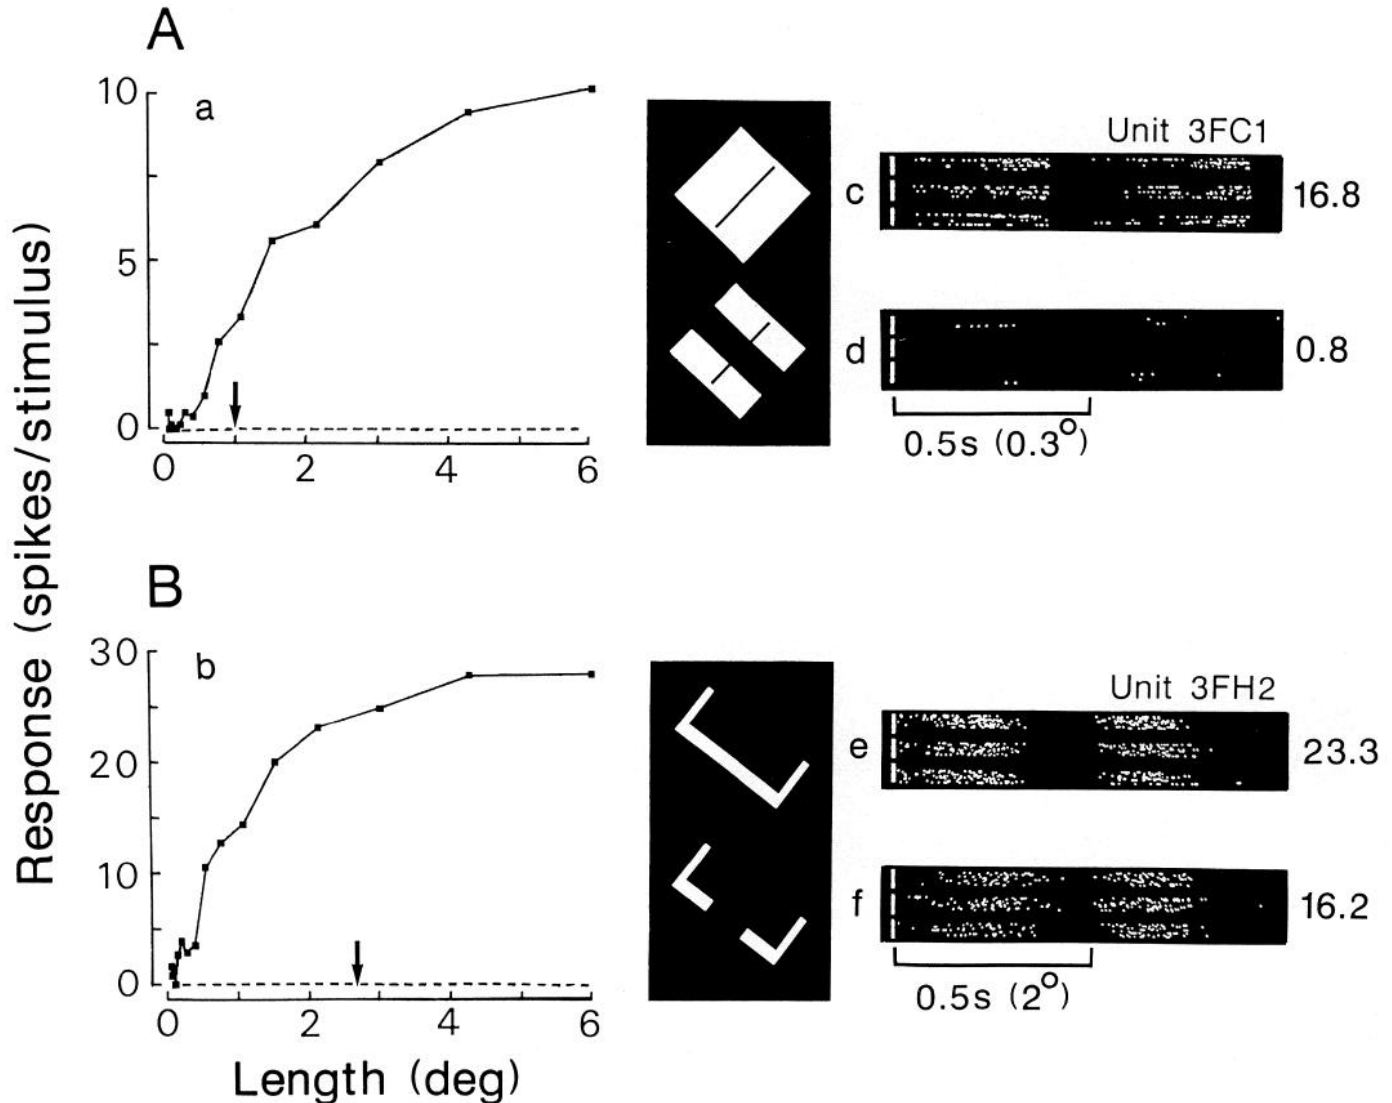 A
a
10
5
0
0 2 4 6
Unit 3FC1
c
16.8
d
0.8
0.5s (0.3°)
Response (spikes/stimulus)
B
b
30
20
10
0
0 2 4 6
Length (deg)
Unit 3FH2
e
23.3
f
16.2
0.5s (2°)